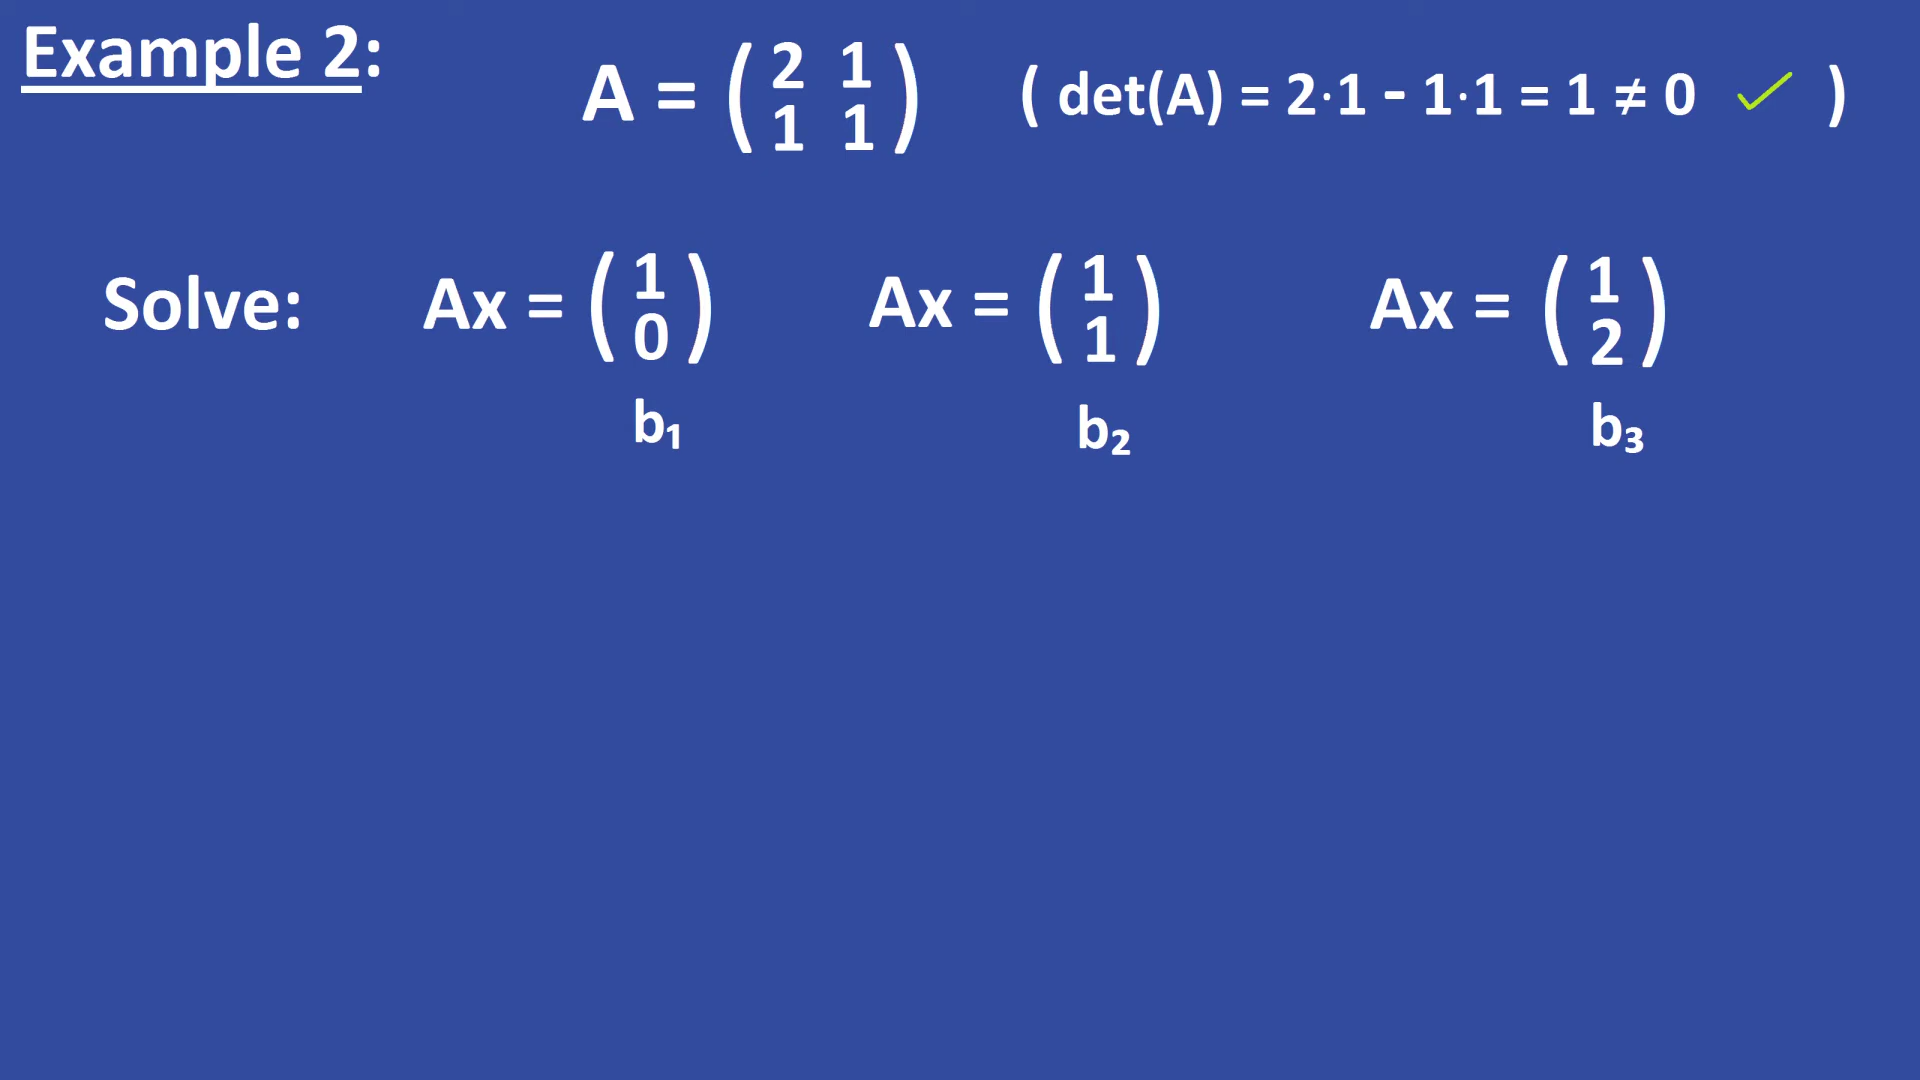 Example 2:
A = ( 2 1
1 1 ) ( det(A) = 2·1 - 1·1 = 1 ≠ 0 ✓ )
Solve: Ax = ( 1
0 ) Ax = ( 1
1 ) Ax = ( 1
2 )
b₁ b₂ b₃